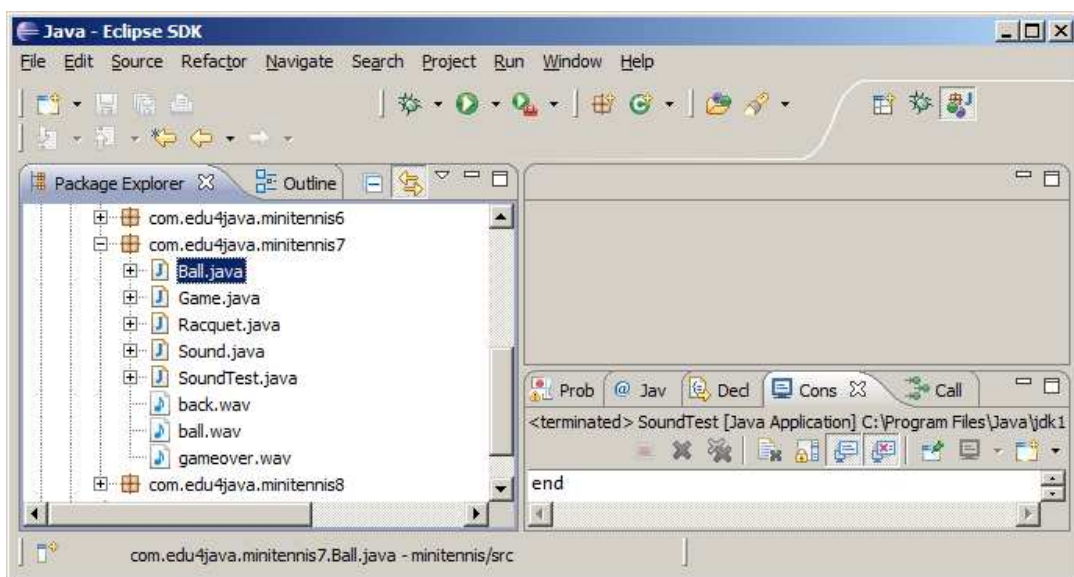 Java - Eclipse SDK
File Edit Source Refactor Navigate Search Project Run Window Help
Package Explorer Outline
com.edu4java.minitennis6
com.edu4java.minitennis7
Ball.java
Game.java
Racquet.java
Sound.java
SoundTest.java
back.wav
ball.wav
gameover.wav
com.edu4java.minitennis8
Prob @ Jav Decl Cons Call
<terminated> SoundTest [Java Application] C:\Program Files\Java\jdk1
end
com.edu4java.minitennis7.Ball.java - minitennis/src